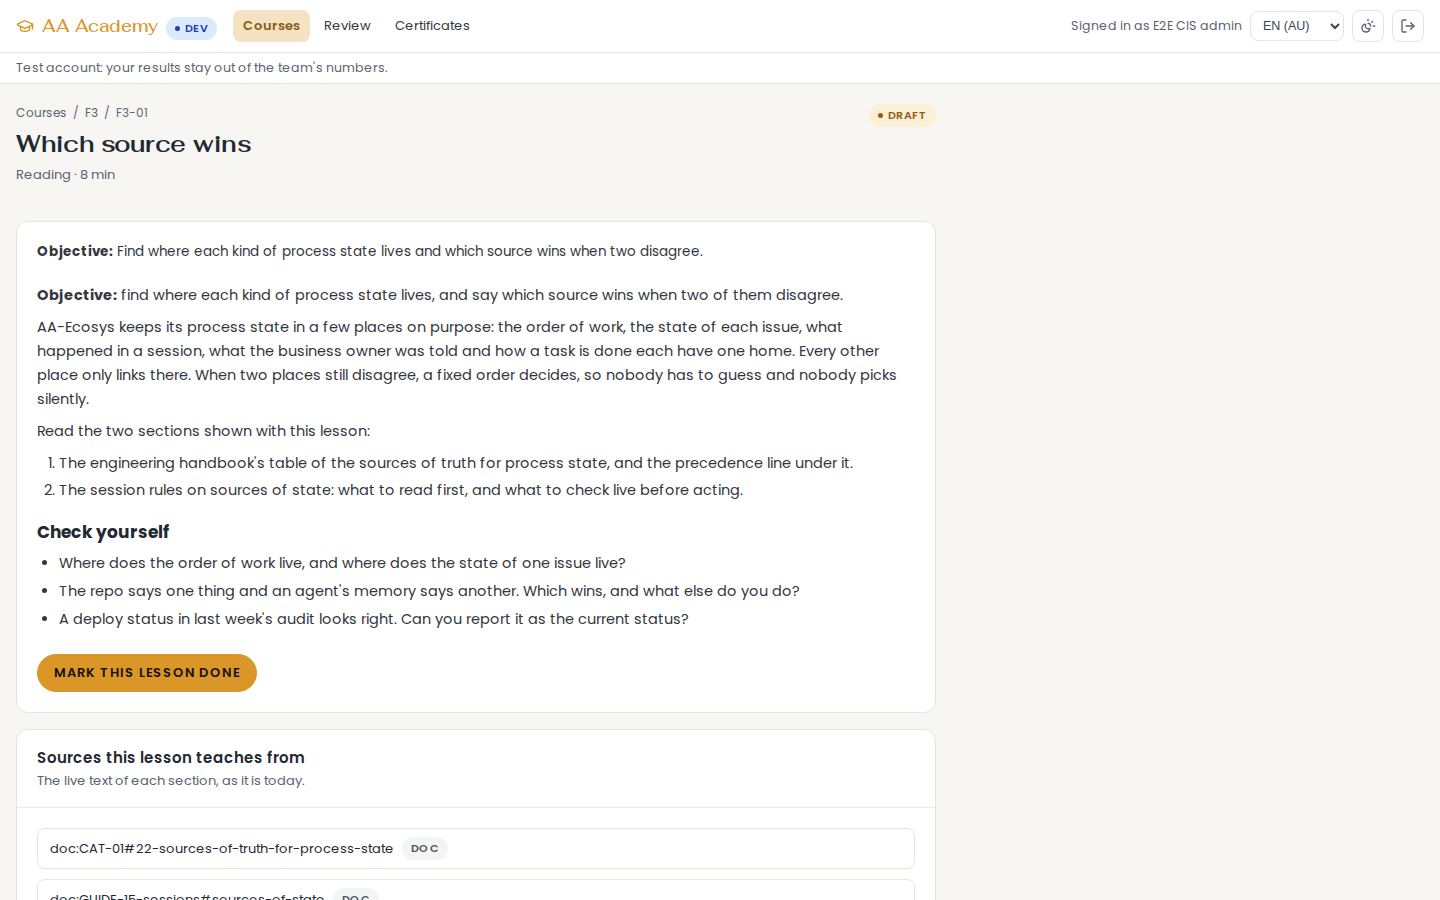 AA Academy
DEV
Courses
Review
Certificates
Signed in as E2E CIS admin
EN (AU)
Test account: your results stay out of the team's numbers.
Courses / F3 / F3-01
DRAFT
Which source wins
Reading · 8 min
Objective: Find where each kind of process state lives and which source wins when two disagree.
Objective: find where each kind of process state lives, and say which source wins when two of them disagree.
AA-Ecosys keeps its process state in a few places on purpose: the order of work, the state of each issue, what
happened in a session, what the business owner was told and how a task is done each have one home. Every other
place only links there. When two places still disagree, a fixed order decides, so nobody has to guess and nobody picks
silently.
Read the two sections shown with this lesson:
1. The engineering handbook's table of the sources of truth for process state, and the precedence line under it.
2. The session rules on sources of state: what to read first, and what to check live before acting.
Check yourself
• Where does the order of work live, and where does the state of one issue live?
• The repo says one thing and an agent's memory says another. Which wins, and what else do you do?
• A deploy status in last week's audit looks right. Can you report it as the current status?
MARK THIS LESSON DONE
Sources this lesson teaches from
The live text of each section, as it is today.
doc:CAT-01#22-sources-of-truth-for-process-state DOC
doc:GUIDE-15-sessions#sources-of-state DOC